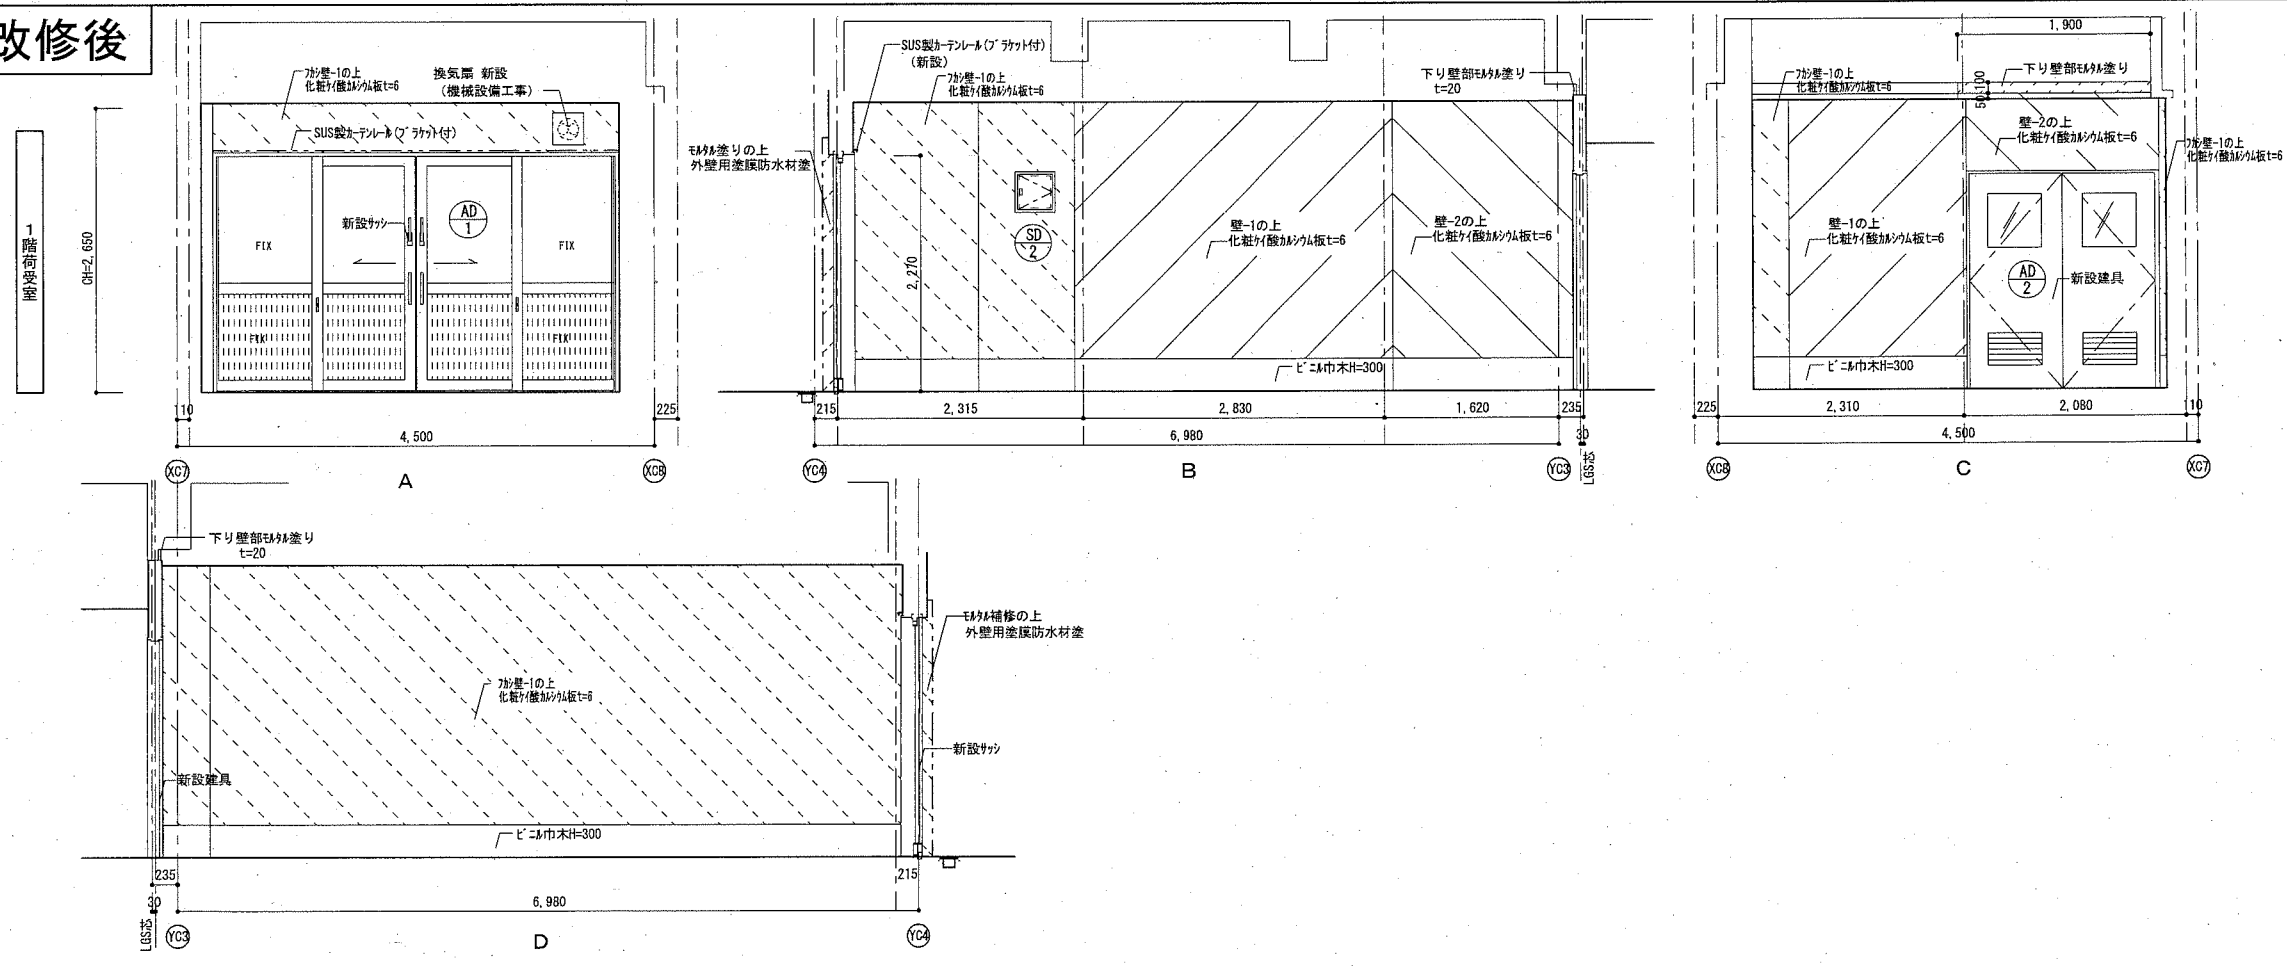 改修後
1階荷受室
CH=2,650
フカシ壁-1の上
化粧ケイ酸カルシウム板t=6
換気扇 新設
(機械設備工事)
SUS製カーテンレール(ブラケット付)
新設サッシ
AD
1
FIX
FIX
FIX
FIX
110
225
4,500
XC7
XC8
A
SUS製カーテンレール(ブラケット付)
(新設)
フカシ壁-1の上
化粧ケイ酸カルシウム板t=6
下り壁部モルタル塗り
t=20
モルタル塗りの上
外壁用塗膜防水材塗
2,270
SD
2
壁-1の上
化粧ケイ酸カルシウム板t=6
壁-2の上
化粧ケイ酸カルシウム板t=6
ビニル巾木H=300
215
2,315
2,830
1,620
235
6,980
30
YC4
YC3
LGS芯
B
1,900
フカシ壁-1の上
化粧ケイ酸カルシウム板t=6
下り壁部モルタル塗り
50
100
壁-2の上
化粧ケイ酸カルシウム板t=6
フカシ壁-1の上
化粧ケイ酸カルシウム板t=6
壁-1の上
化粧ケイ酸カルシウム板t=6
AD
2
新設建具
ビニル巾木H=300
225
2,310
2,080
110
4,500
XC8
XC7
C
下り壁部モルタル塗り
t=20
モルタル補修の上
外壁用塗膜防水材塗
フカシ壁-1の上
化粧ケイ酸カルシウム板t=6
新設サッシ
新設建具
ビニル巾木H=300
235
215
30
6,980
LGS芯
YC3
YC4
D